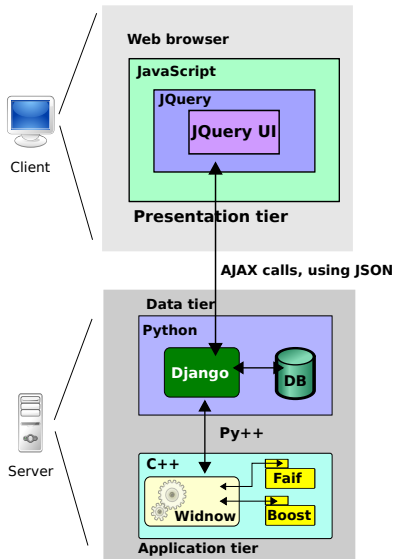 Web browser
JavaScript
JQuery
JQuery UI
Client
Presentation tier
AJAX calls, using JSON
Data tier
Python
Django
DB
Py++
Server
C++
Faif
Widnow
Boost
Application tier